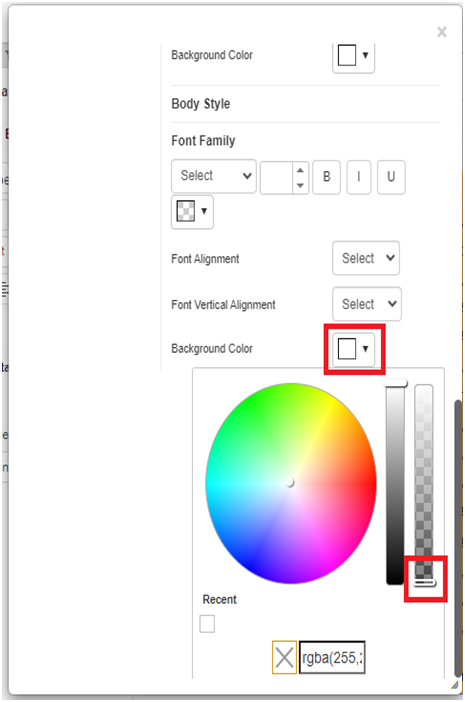 ×
Background Color
Body Style
Font Family
Select
B
I
U
Font Alignment
Select
Font Vertical Alignment
Select
Background Color
Recent
rgba(255,2